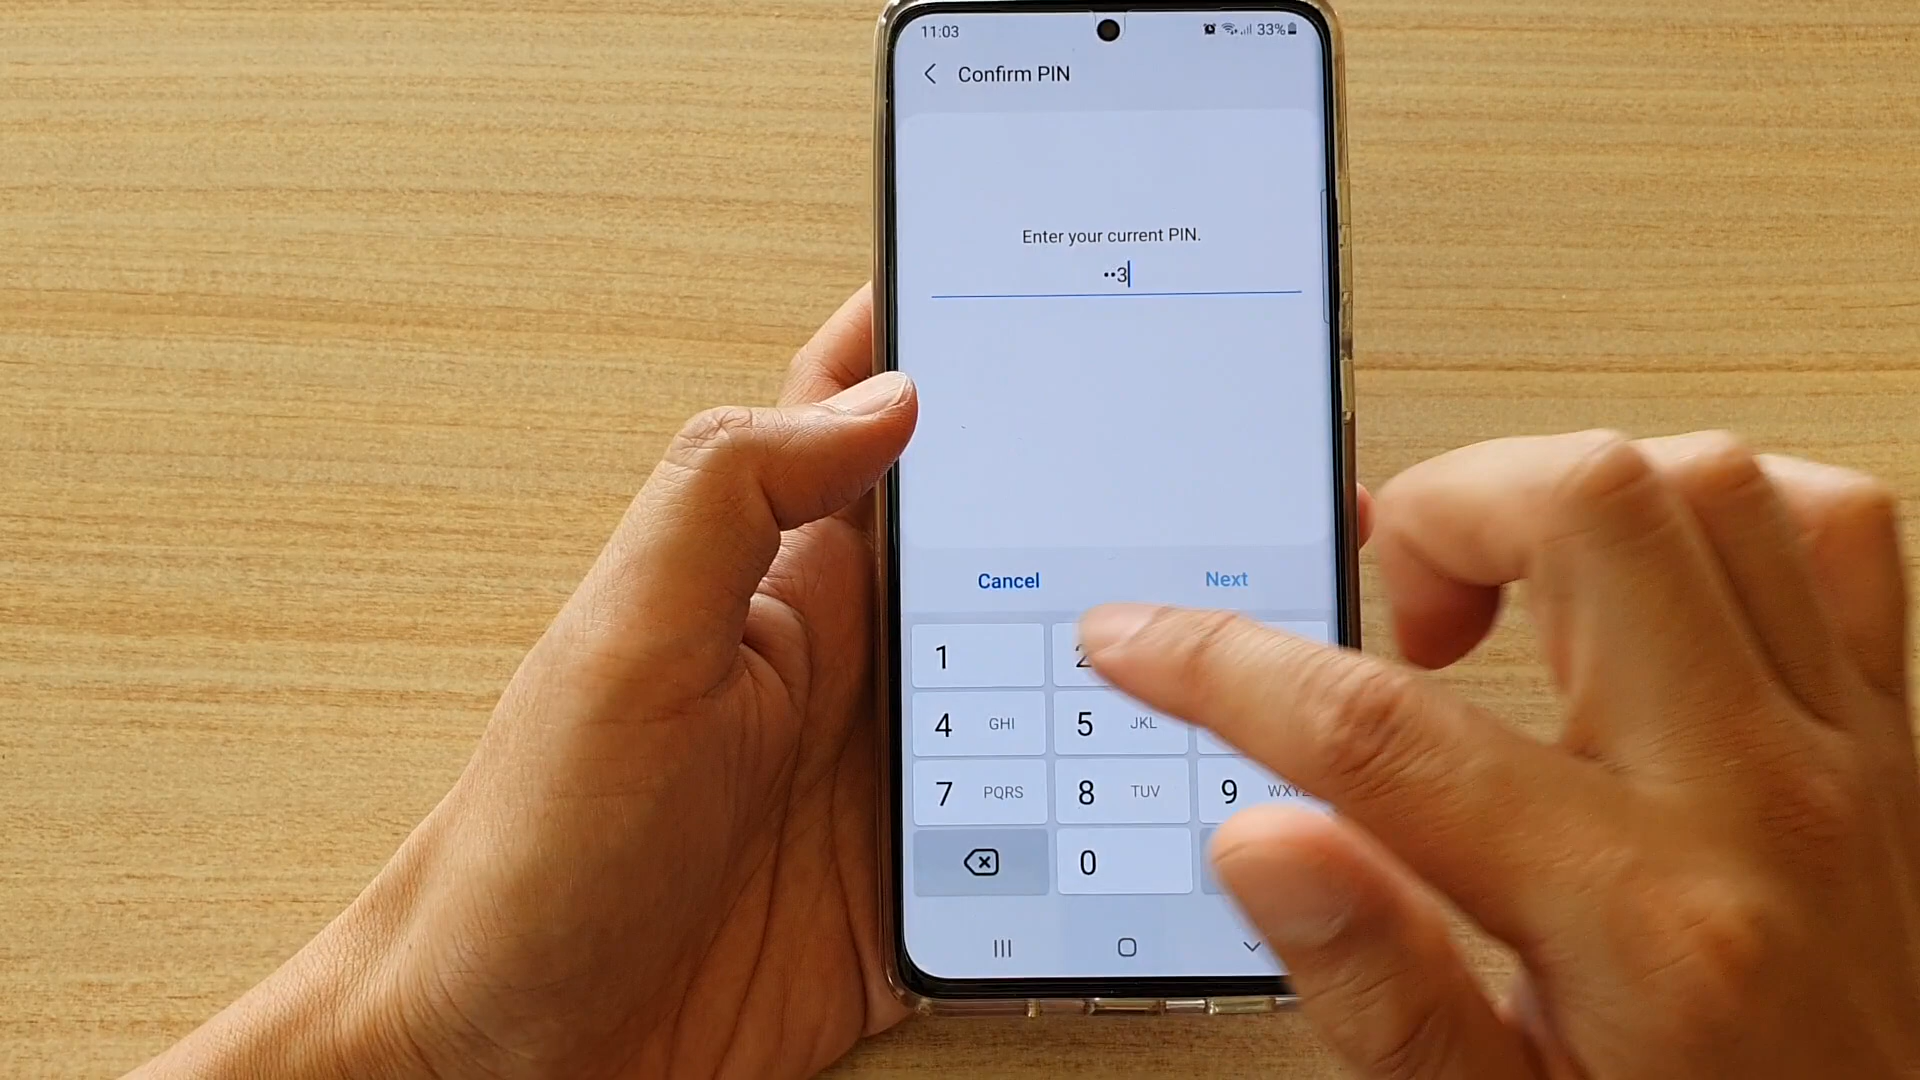 11:03 33%
Confirm PIN
Enter your current PIN.
••3
Cancel Next
1 2
4 GHI 5 JKL
7 PQRS 8 TUV 9 WXYZ
0